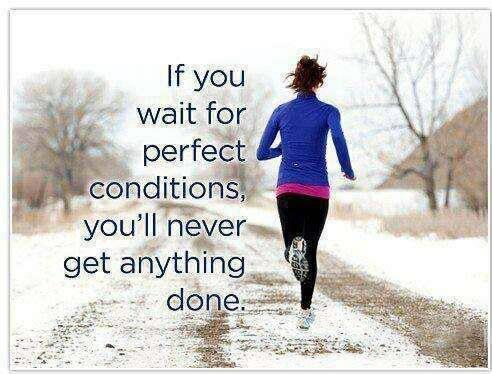 If you
wait for
perfect
conditions,
you'll never
get anything
done.